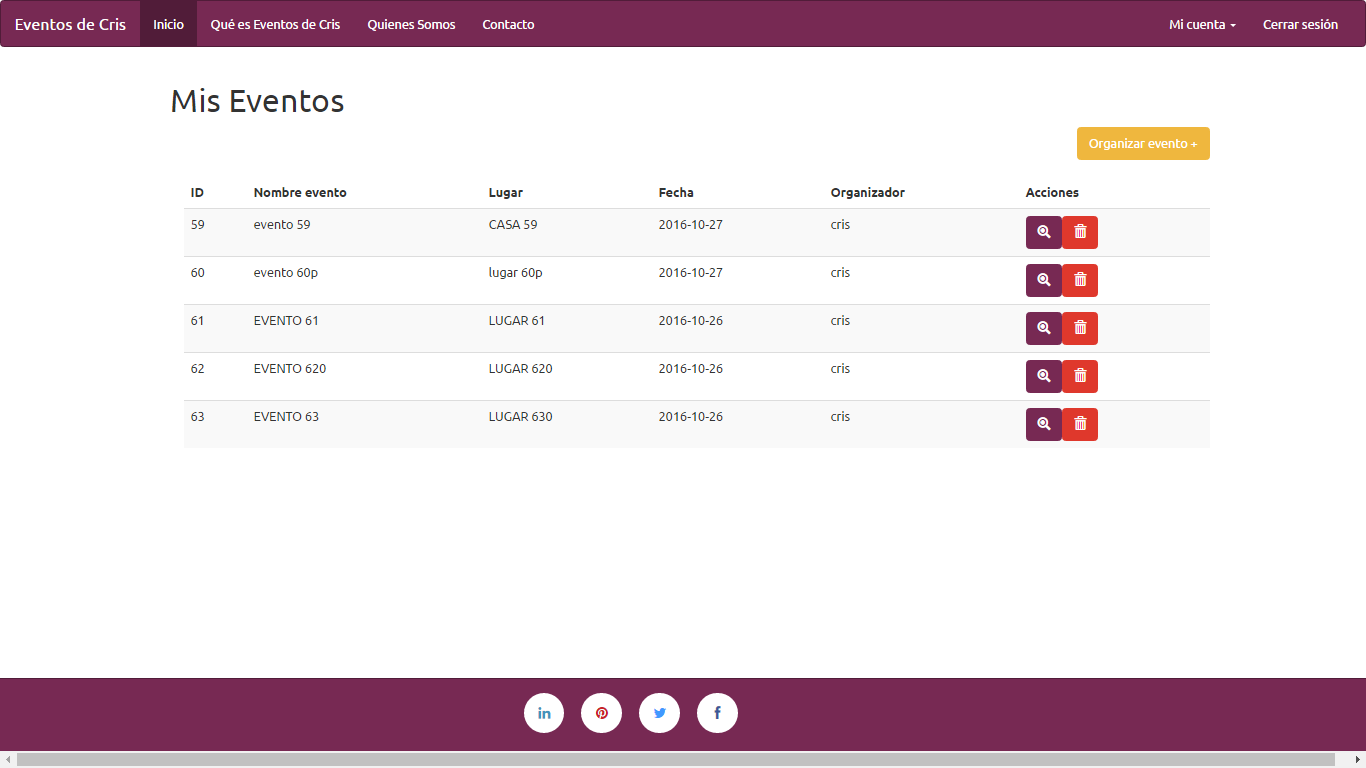 Eventos de Cris Inicio Qué es Eventos de Cris Quienes Somos Contacto Mi cuenta Cerrar sesión
Mis Eventos
Organizar evento +
ID Nombre evento Lugar Fecha Organizador Acciones
59 evento 59 CASA 59 2016-10-27 cris
60 evento 60p lugar 60p 2016-10-27 cris
61 EVENTO 61 LUGAR 61 2016-10-26 cris
62 EVENTO 620 LUGAR 620 2016-10-26 cris
63 EVENTO 63 LUGAR 630 2016-10-26 cris